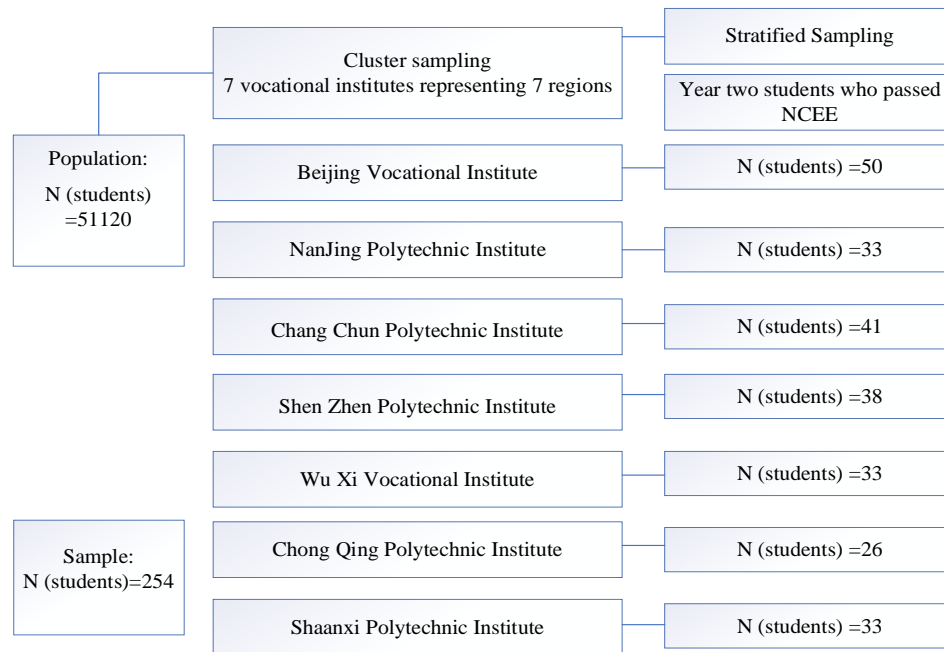 Stratified Sampling
Cluster sampling
7 vocational institutes representing 7 regions
Year two students who passed
NCEE
Population:
N (students)
=51120
Beijing Vocational Institute
N (students) =50
NanJing Polytechnic Institute
N (students) =33
Chang Chun Polytechnic Institute
N (students) =41
Shen Zhen Polytechnic Institute
N (students) =38
Wu Xi Vocational Institute
N (students) =33
Sample:
N (students)=254
Chong Qing Polytechnic Institute
N (students) =26
Shaanxi Polytechnic Institute
N (students) =33